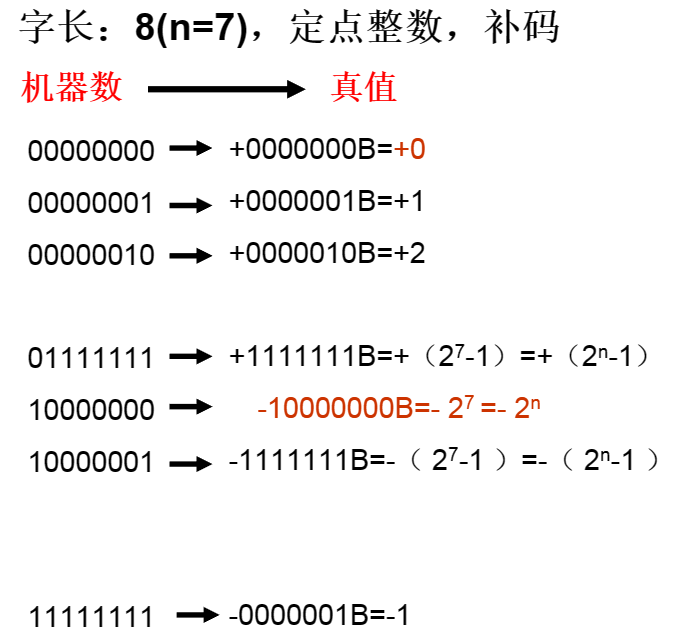 字长：8(n=7)，定点整数，补码
机器数 真值
00000000 +0000000B=+0
00000001 +0000001B=+1
00000010 +0000010B=+2
01111111 +1111111B=+（2⁷-1）=+（2ⁿ-1）
10000000 -10000000B=- 2⁷ =- 2ⁿ
10000001 -1111111B=-（ 2⁷-1 ）=-（ 2ⁿ-1 ）
11111111 -0000001B=-1